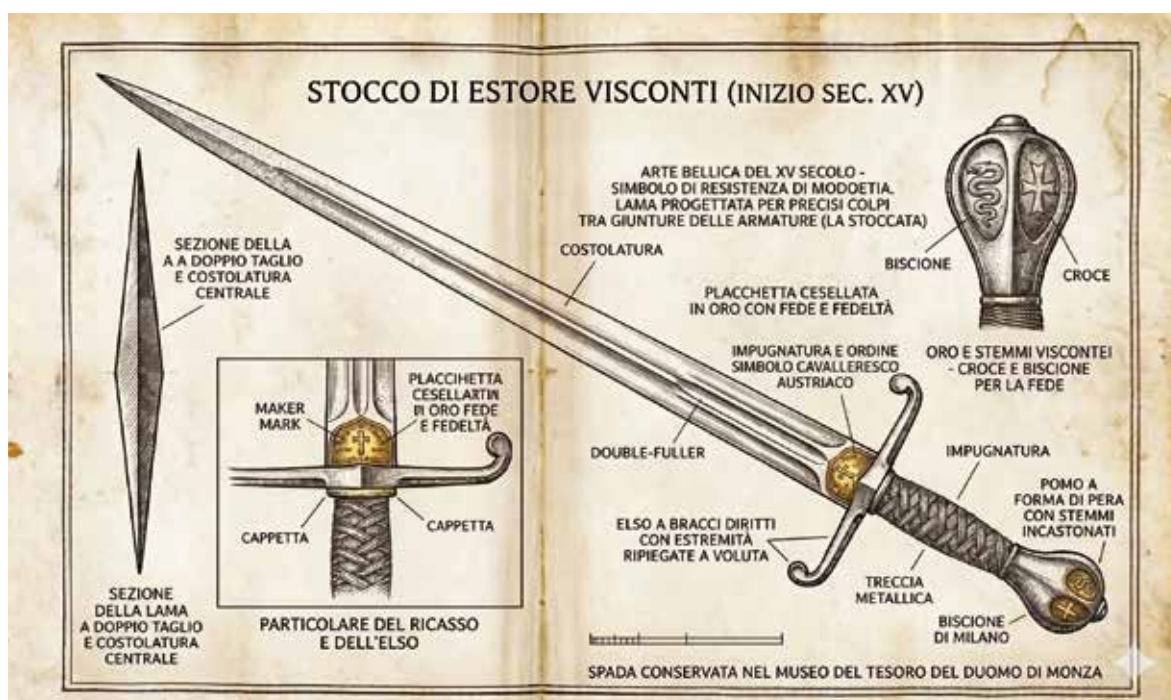 STOCCO DI ESTORE VISCONTI (INIZIO SEC. XV)
ARTE BELLICA DEL XV SECOLO -
SIMBOLO DI RESISTENZA DI MODOETIA.
LAMA PROGETTATA PER PRECISI COLPI
TRA GIUNTURE DELLE ARMATURE (LA STOCCATA)
COSTOLATURA
BISCIONE
CROCE
SEZIONE DELLA
A A DOPPIO TAGLIO
E COSTOLATURA
CENTRALE
PLACCHETTA CESELLATA
IN ORO CON FEDE E FEDELTÀ
IMPUGNATURA E ORDINE
SIMBOLO CAVALLERESCO
AUSTRIACO
ORO E STEMMI VISCONTEI
- CROCE E BISCIONE
PER LA FEDE
MAKER
MARK
PLACCIHETTA
CESELLARTIN
IN ORO FEDE
E FEDELTÀ
CAPPETTA
CAPPETTA
DOUBLE-FULLER
IMPUGNATURA
POMO A
FORMA DI PERA
CON STEMMI
INCASTONATI
ELSO A BRACCI DIRITTI
CON ESTREMITÀ
RIPIEGATE A VOLUTA
TRECCIA
METALLICA
BISCIONE
DI MILANO
SEZIONE
DELLA LAMA
A DOPPIO TAGLIO
E COSTOLATURA
CENTRALE
PARTICOLARE DEL RICASSO
E DELL'ELSO
SPADA CONSERVATA NEL MUSEO DEL TESORO DEL DUOMO DI MONZA